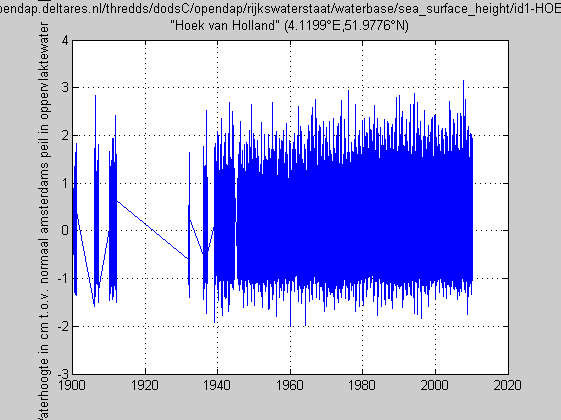 pendap.deltares.nl/thredds/dodsC/opendap/rijkswaterstaat/waterbase/sea_surface_height/id1-HOE
"Hoek van Holland" (4.1199°E,51.9776°N)
aterhoogte in cm t.o.v. normaal amsterdams peil in oppervlaktewater
4
3
2
1
0
-1
-2
-3
1900 1920 1940 1960 1980 2000 2020